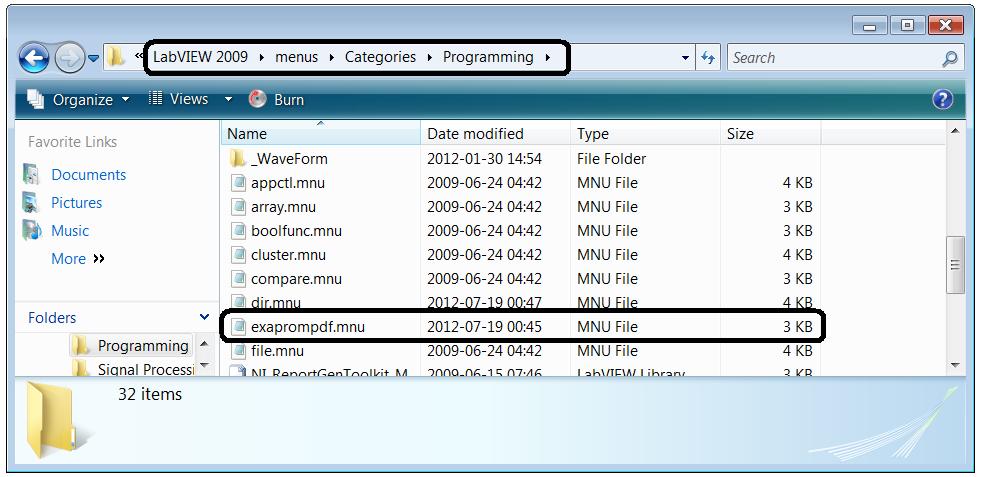 « LabVIEW 2009 ▸ menus ▸ Categories ▸ Programming ▸ Search
Organize Views Burn ?
Favorite Links
Documents
Pictures
Music
More »
Folders
Programming
Signal Processi
Name Date modified Type Size
_WaveForm 2012-01-30 14:54 File Folder
appctl.mnu 2009-06-24 04:42 MNU File 4 KB
array.mnu 2009-06-24 04:42 MNU File 3 KB
boolfunc.mnu 2009-06-24 04:42 MNU File 3 KB
cluster.mnu 2009-06-24 04:42 MNU File 4 KB
compare.mnu 2009-06-24 04:42 MNU File 3 KB
dir.mnu 2012-07-19 00:47 MNU File 4 KB
exaprompdf.mnu 2012-07-19 00:45 MNU File 3 KB
file.mnu 2009-06-24 04:42 MNU File 4 KB
NI_ReportGenToolkit_M 2009-06-15 07:46 LabVIEW Library 3 KB
32 items